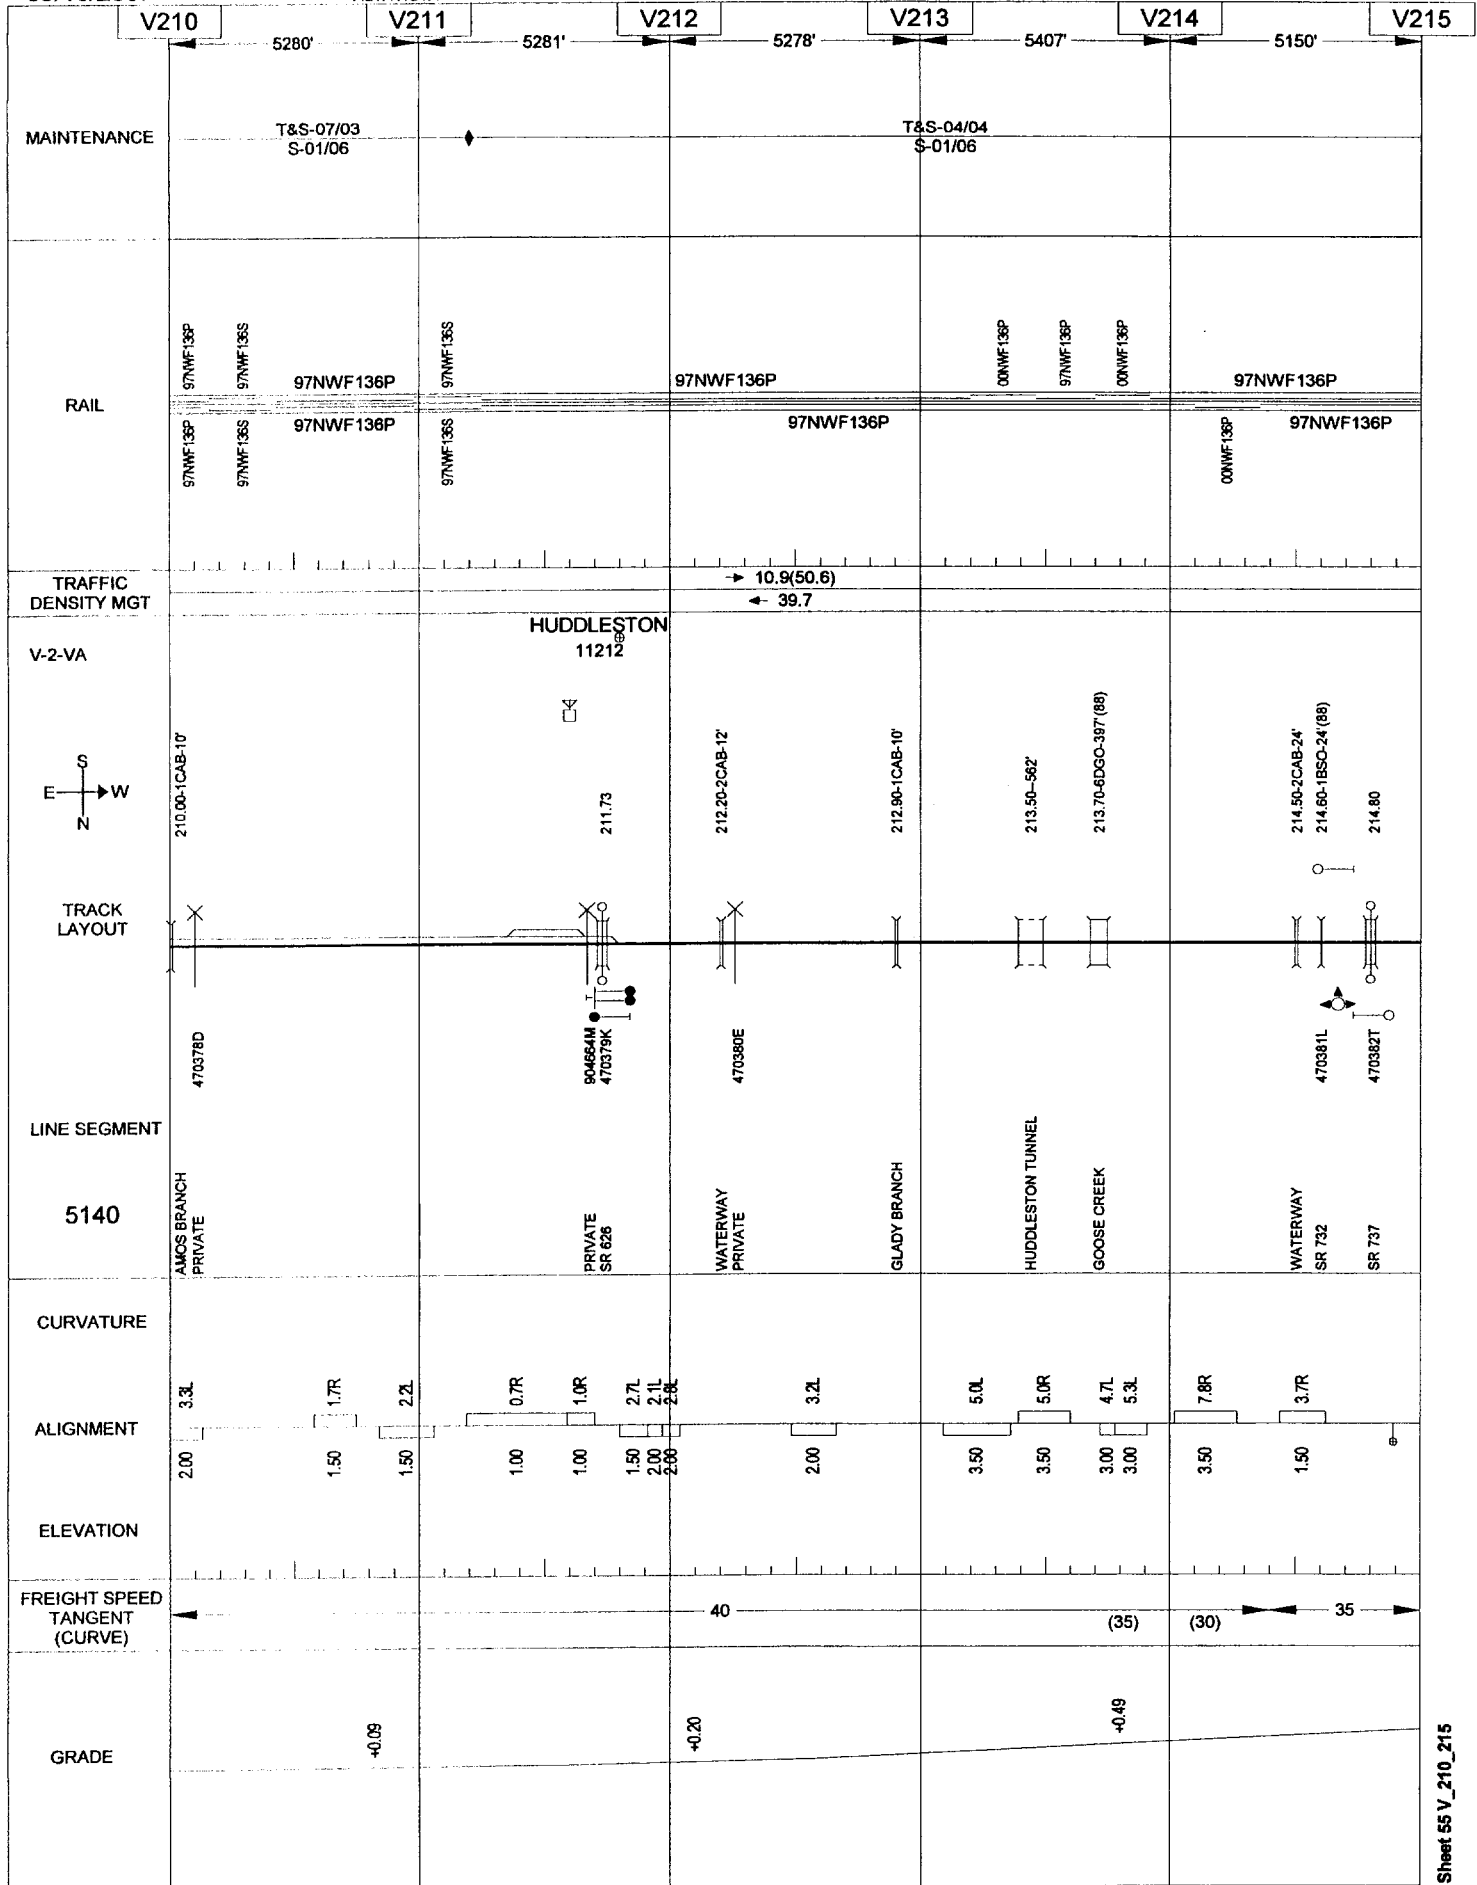 V210 V211 V212 V213 V214 V215
5280' 5281' 5278' 5407' 5150'
MAINTENANCE
T&S-07/03
S-01/06
T&S-04/04
S-01/06
RAIL
97NWF136P
97NWF136S
97NWF136P
97NWF136S
97NWF136P
00NWF136P
97NWF136P
00NWF136P
97NWF136P
97NWF136P
97NWF136S
97NWF136P
97NWF136S
97NWF136P
00NWF136P
97NWF136P
TRAFFIC
DENSITY MGT
10.9(50.6)
39.7
V-2-VA
HUDDLESTON
11212
S
E W
N
210.00-1CAB-10'
211.73
212.20-2CAB-12'
212.90-1CAB-10'
213.50--562'
213.70-6DGO-397'(88)
214.50-2CAB-24'
214.60-1BSO-24'(88)
214.80
TRACK
LAYOUT
470378D
904664M
470379K
470380E
470381L
470382T
LINE SEGMENT
5140
AMOS BRANCH
PRIVATE
PRIVATE
SR 626
WATERWAY
PRIVATE
GLADY BRANCH
HUDDLESTON TUNNEL
GOOSE CREEK
WATERWAY
SR 732
SR 737
CURVATURE
3.3L 1.7R 2.2L 0.7R 1.0R 2.7L 2.1L 2.8L 3.2L 5.0L 5.0R 4.7L 5.3L 7.8R 3.7R
ALIGNMENT
2.00 1.50 1.50 1.00 1.00 1.50 2.00 2.00 2.00 3.50 3.50 3.00 3.00 3.50 1.50
ELEVATION
FREIGHT SPEED
TANGENT
(CURVE)
40 (35) (30) 35
GRADE
+0.09 +0.20 +0.49
Sheet 55 V_210_215